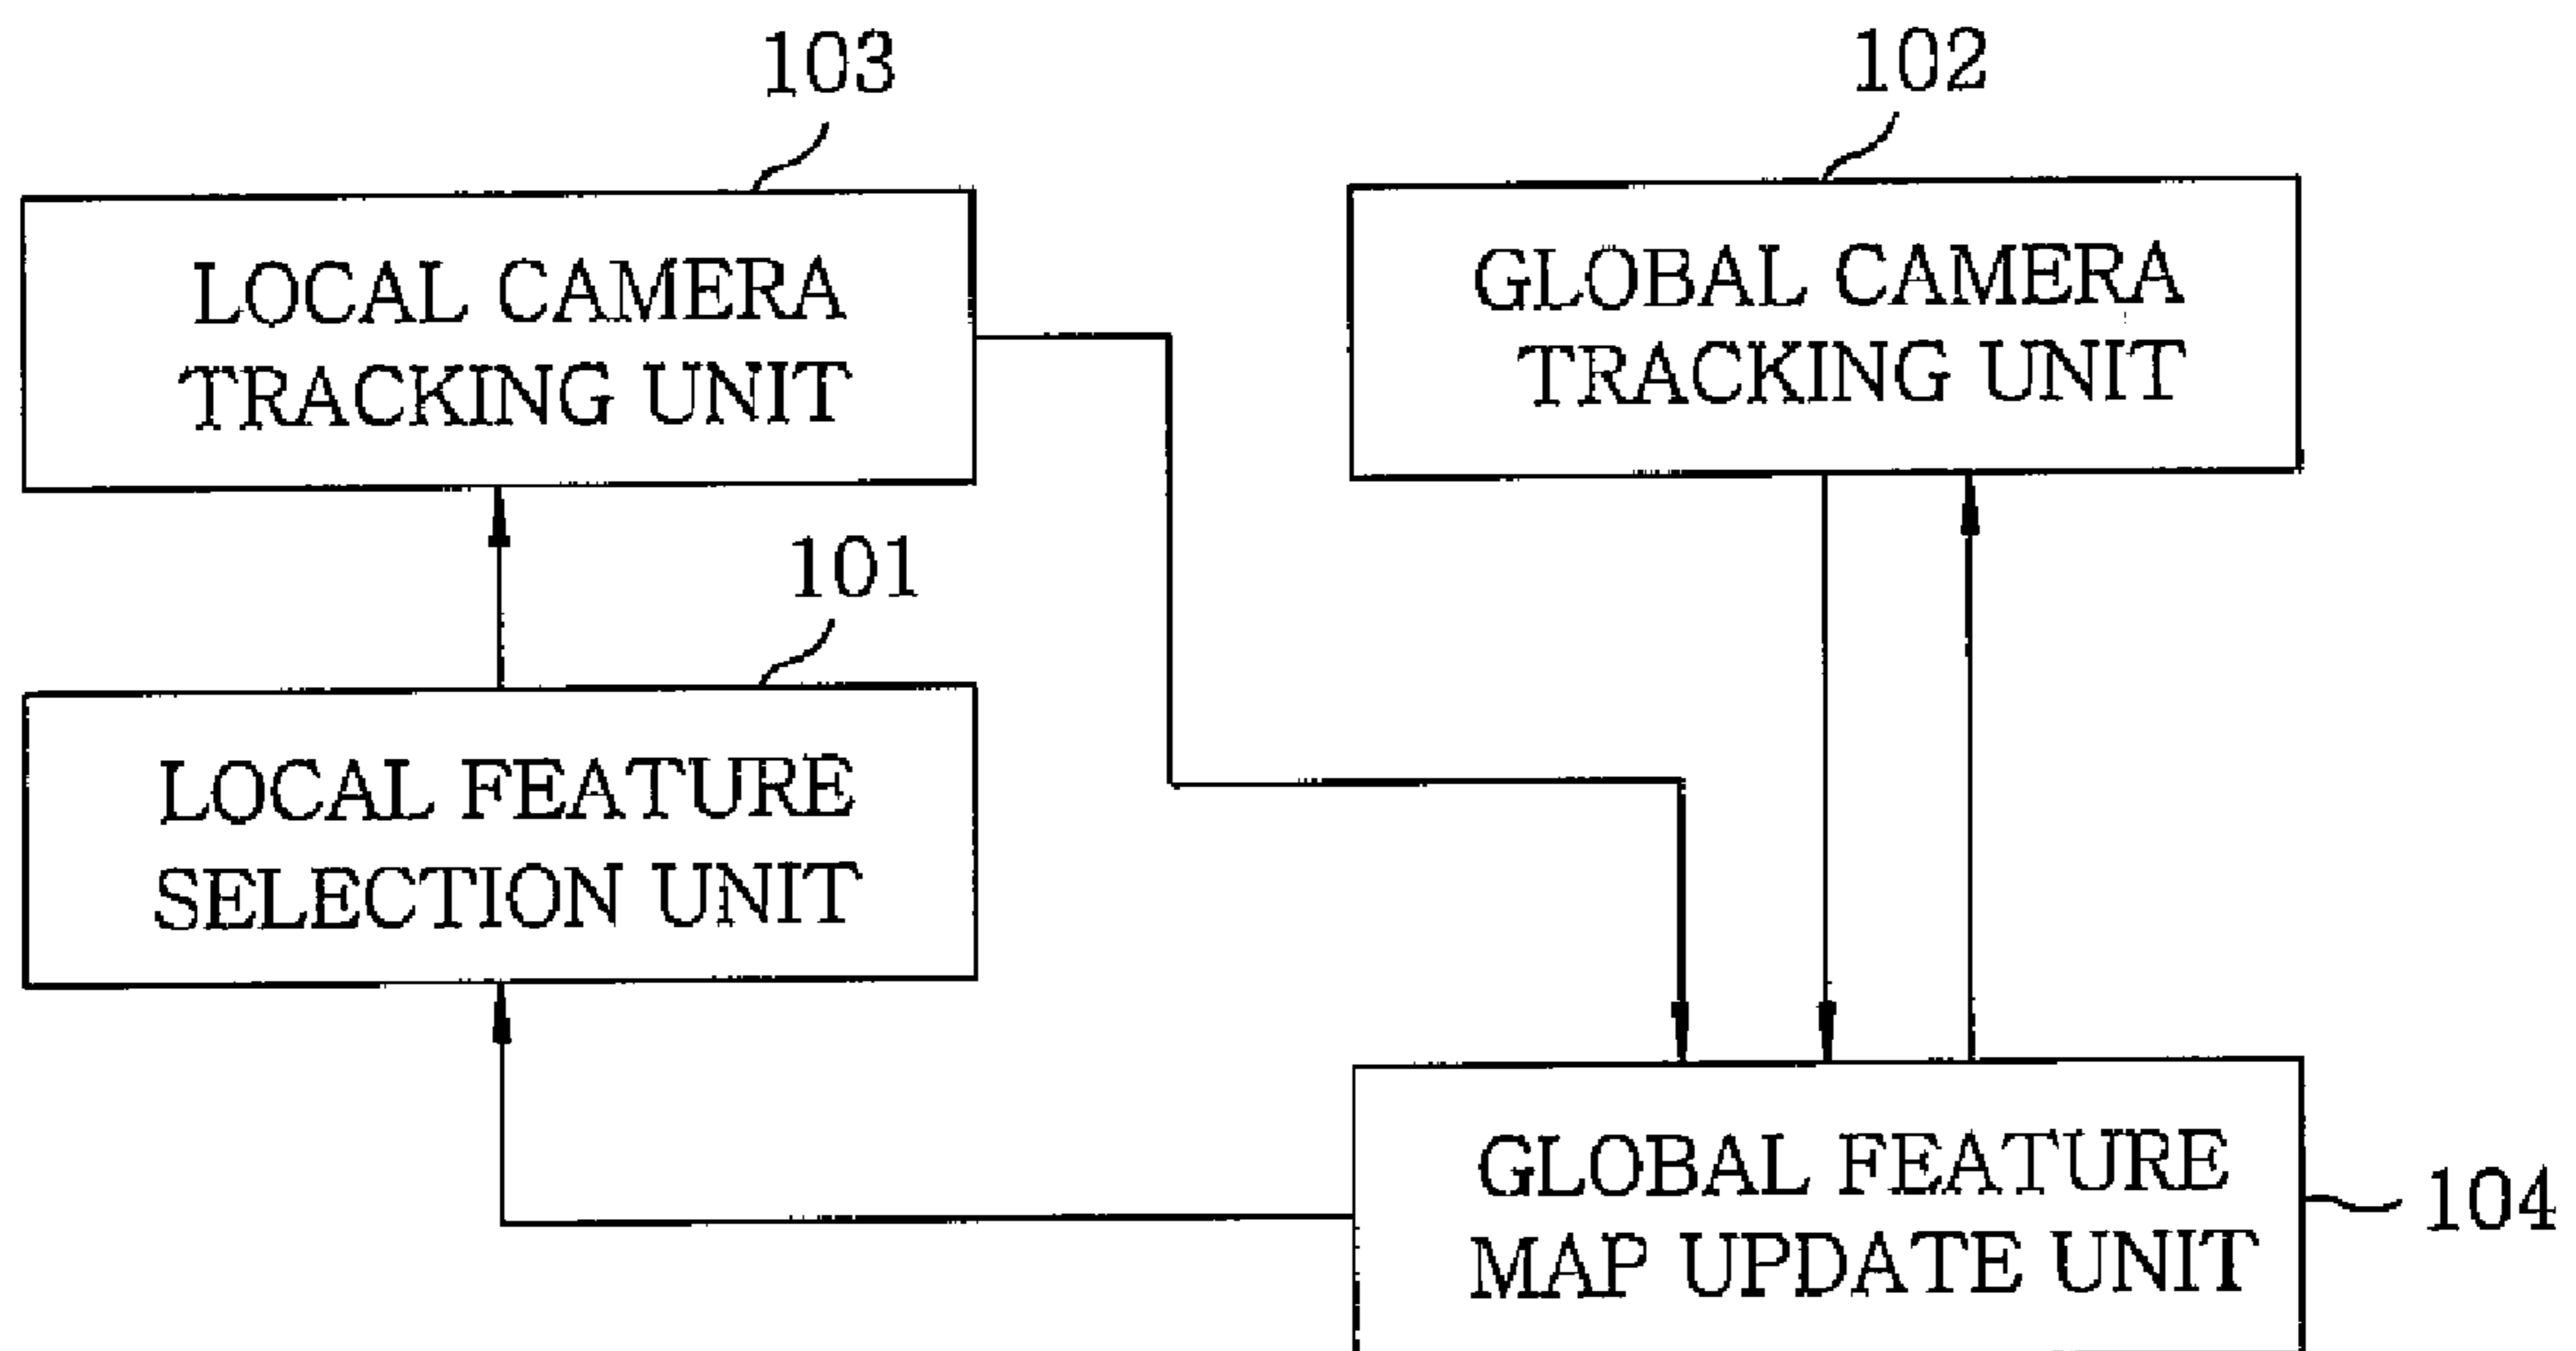 103
102
LOCAL CAMERA
TRACKING UNIT
GLOBAL CAMERA
TRACKING UNIT
101
LOCAL FEATURE
SELECTION UNIT
GLOBAL FEATURE
MAP UPDATE UNIT
104